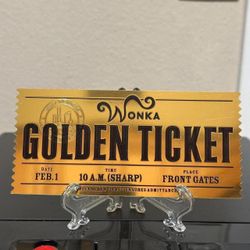 WONKA
GOLDEN TICKET
DATE TIME PLACE
FEB.1 10 A.M.(SHARP) FRONT GATES